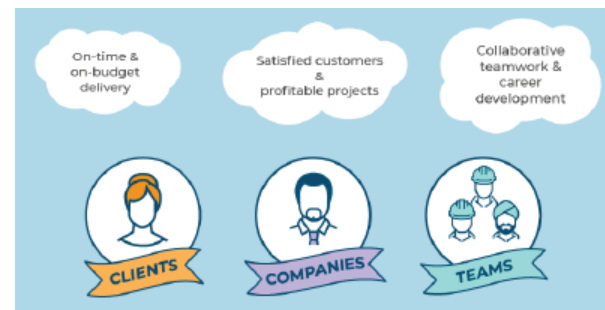 On-time &
on-budget
delivery
Satisfied customers
&
profitable projects
Collaborative
teamwork &
career
development
CLIENTS
COMPANIES
TEAMS